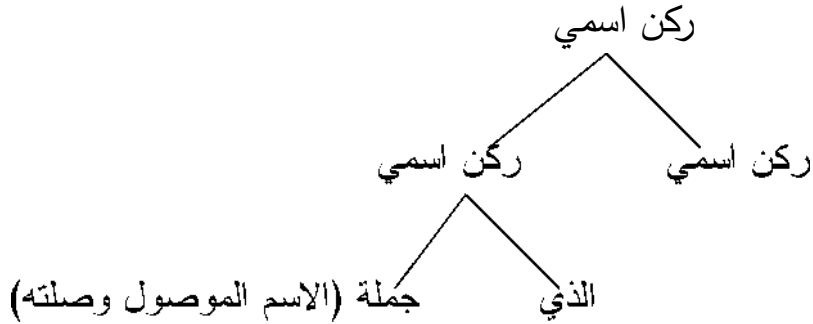 ركن اسمي
ركن اسمي ركن اسمي
الذي جملة (الاسم الموصول وصلته)